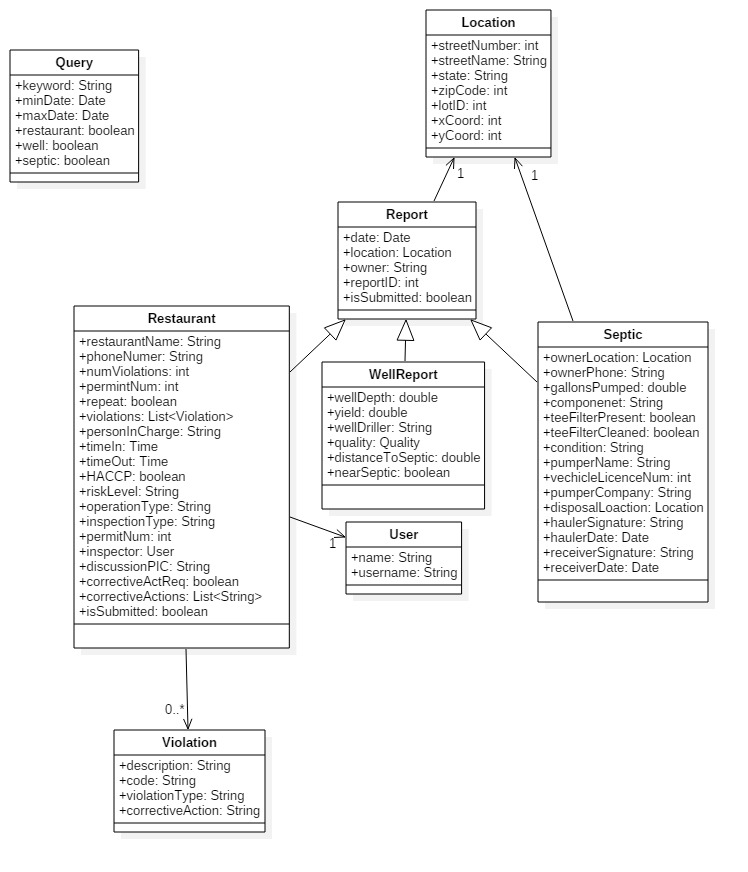 Location
+streetNumber: int
+streetName: String
+state: String
+zipCode: int
+lotID: int
+xCoord: int
+yCoord: int
Query
+keyword: String
+minDate: Date
+maxDate: Date
+restaurant: boolean
+well: boolean
+septic: boolean
1
1
Report
+date: Date
+location: Location
+owner: String
+reportID: int
+isSubmitted: boolean
Restaurant
+restaurantName: String
+phoneNumer: String
+numViolations: int
+permintNum: int
+repeat: boolean
+violations: List<Violation>
+personInCharge: String
+timeIn: Time
+timeOut: Time
+HACCP: boolean
+riskLevel: String
+operationType: String
+inspectionType: String
+permitNum: int
+inspector: User
+discussionPIC: String
+correctiveActReq: boolean
+correctiveActions: List<String>
+isSubmitted: boolean
WellReport
+wellDepth: double
+yield: double
+wellDriller: String
+quality: Quality
+distanceToSeptic: double
+nearSeptic: boolean
Septic
+ownerLocation: Location
+ownerPhone: String
+gallonsPumped: double
+componenet: String
+teeFilterPresent: boolean
+teeFilterCleaned: boolean
+condition: String
+pumperName: String
+vechicleLicenceNum: int
+pumperCompany: String
+disposalLoaction: Location
+haulerSignature: String
+haulerDate: Date
+receiverSignature: String
+receiverDate: Date
1
User
+name: String
+username: String
0..*
Violation
+description: String
+code: String
+violationType: String
+correctiveAction: String